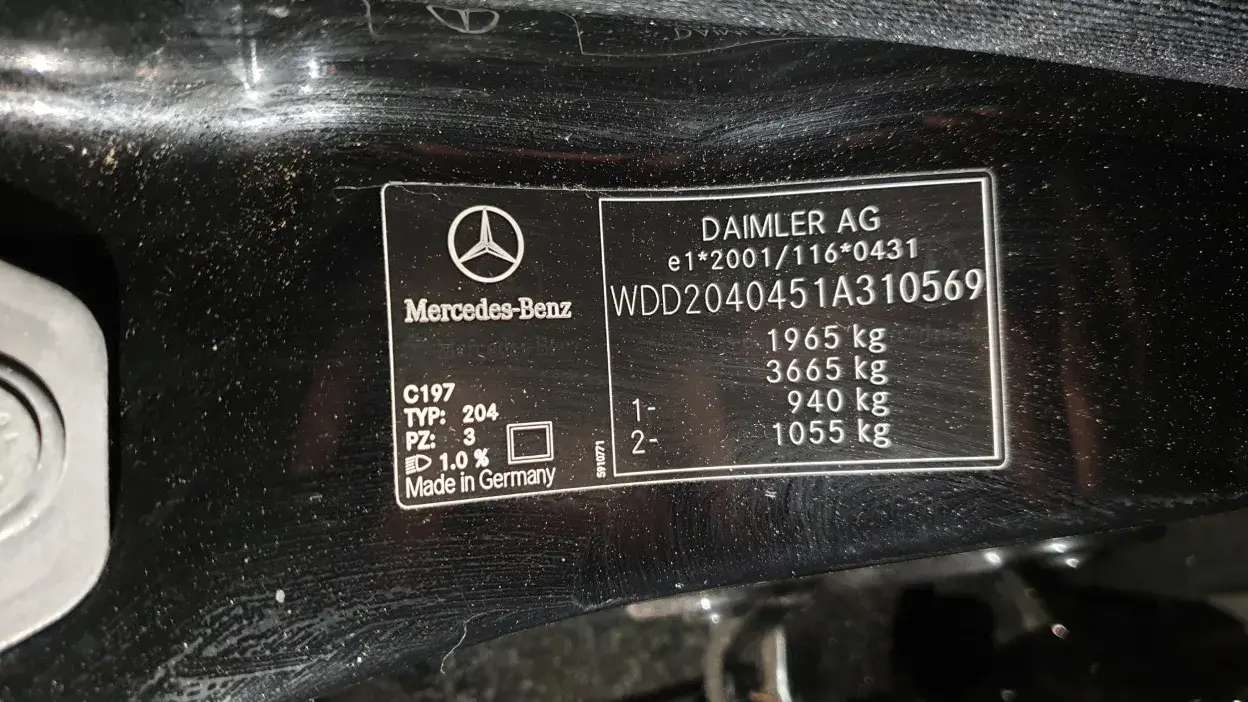 Mercedes-Benz
C197
TYP: 204
PZ: 3
1.0 %
Made in Germany
5910771
DAIMLER AG
e1*2001/116*0431
WDD2040451A310569
1965 kg
3665 kg
1- 940 kg
2- 1055 kg